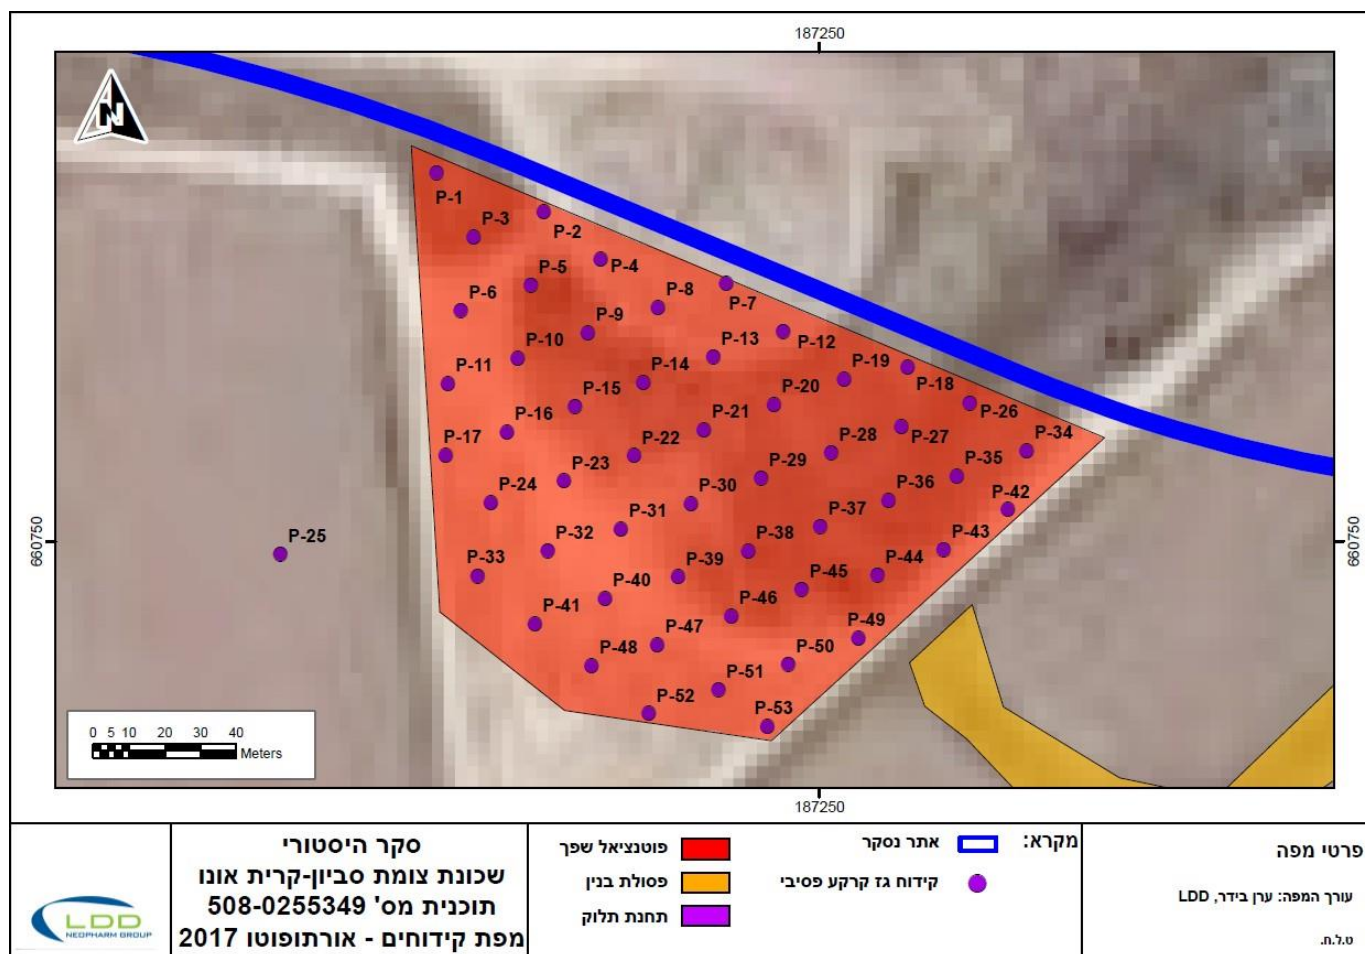 187250
N
P-1
P-3
P-2
P-4
P-5
P-6
P-8
P-7
P-9
P-12
P-10
P-13
P-11
P-14
P-19
P-18
P-15
P-20
P-26
P-16
P-21
P-27
P-34
P-17
P-22
P-28
P-35
P-23
P-29
P-36
P-42
P-24
P-30
P-37
P-43
P-31
P-38
P-44
P-25
P-32
P-39
P-45
P-33
P-40
P-46
P-49
P-41
P-47
P-50
P-48
P-51
P-52
P-53
660750
660750
0 5 10 20 30 40
Meters
187250
סקר היסטורי
שכונת צומת סביון-קרית אונו
תוכנית מס' 508-0255349
מפת קידוחים - אורתופוטו 2017
LDD
NEOPHARM GROUP
מקרא:
אתר נסקר
קידוח גז קרקע פסיבי
פוטנציאל שפך
פסולת בנין
תחנת תלוק
פרטי מפה
עורך המפה: ערן בידר, LDD
ט.ל.ח.